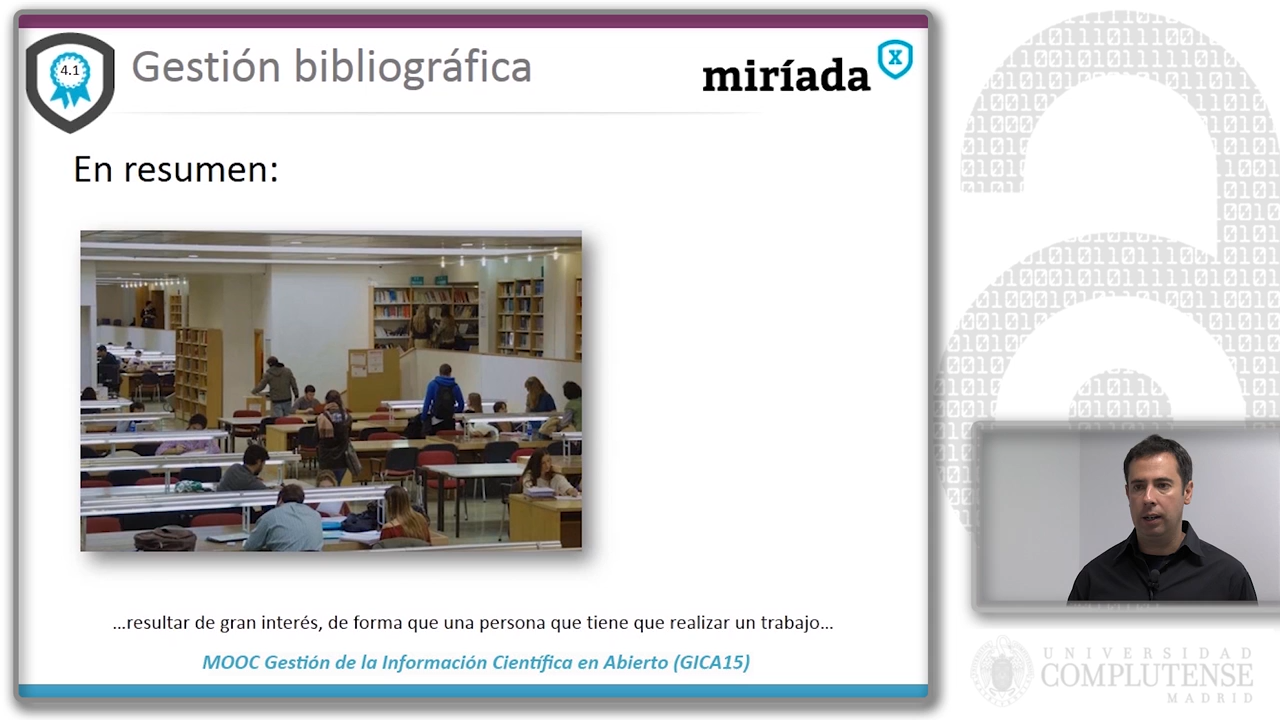 4.1
Gestión bibliográfica
miríada
X
En resumen:
...resultar de gran interés, de forma que una persona que tiene que realizar un trabajo...
MOOC Gestión de la Información Científica en Abierto (GICA15)
UNIVERSIDAD
COMPLUTENSE
MADRID